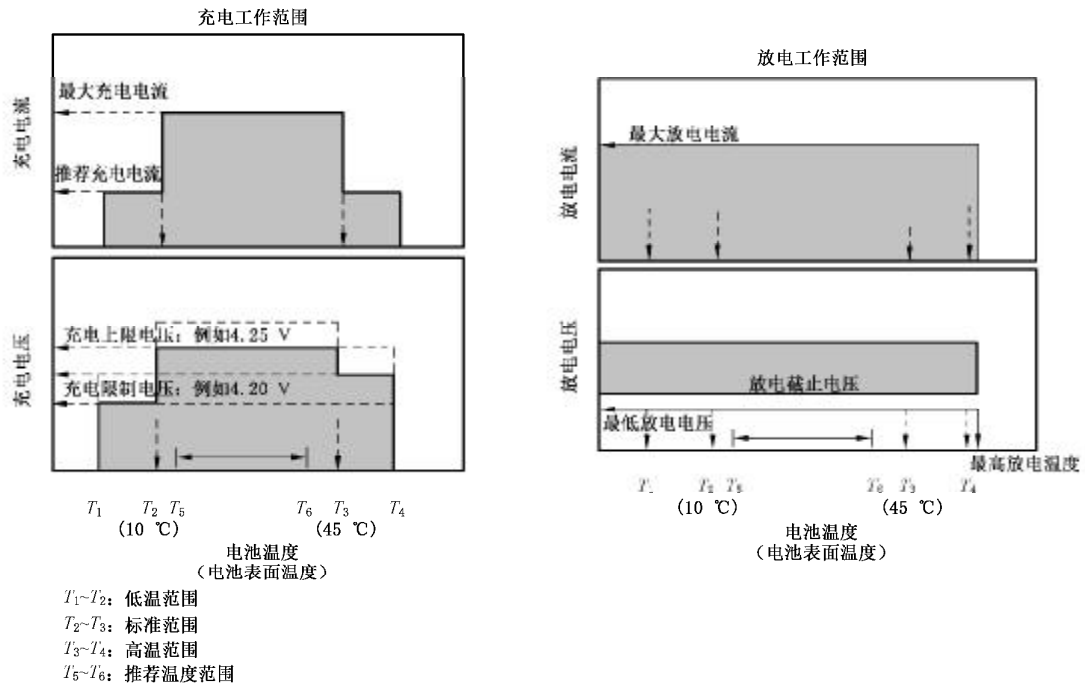 充电工作范围
最大充电电流
推荐充电电流
充电电流
充电上限电压：例如4.25 V
充电限制电压：例如4.20 V
充电电压
T1 T2 T5 T6 T3 T4
(10 ℃) (45 ℃)
电池温度
（电池表面温度）
T1~T2：低温范围
T2~T3：标准范围
T3~T4：高温范围
T5~T6：推荐温度范围
放电工作范围
最大放电电流
放电电流
放电截止电压
最低放电电压
放电电压
最高放电温度
T1 T2 T5 T6 T3 T4
(10 ℃) (45 ℃)
电池温度
（电池表面温度）